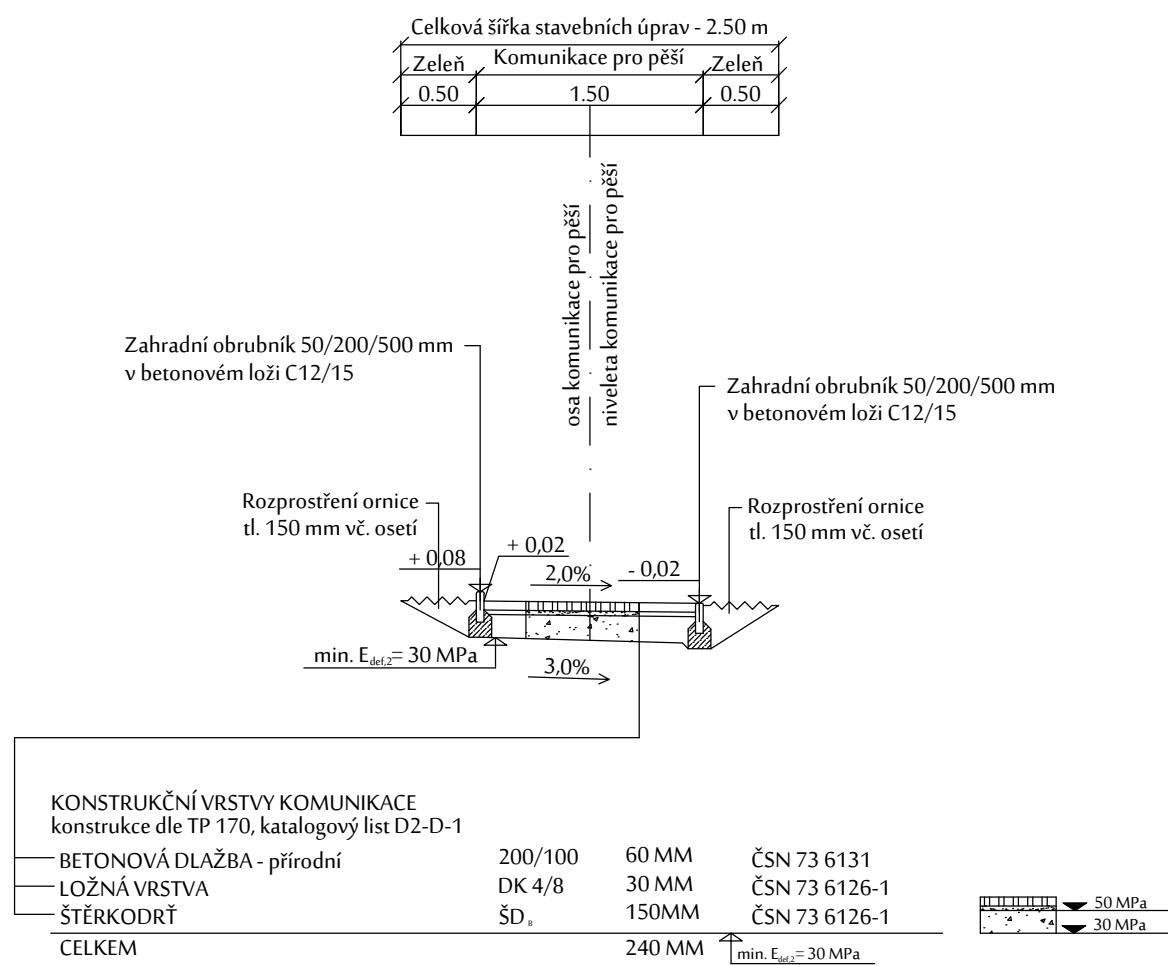 Celková šířka stavebních úprav - 2.50 m
Zeleň
Komunikace pro pěší
Zeleň
0.50
1.50
0.50
osa komunikace pro pěší
niveleta komunikace pro pěší
Zahradní obrubník 50/200/500 mm
v betonovém loži C12/15
Zahradní obrubník 50/200/500 mm
v betonovém loži C12/15
Rozprostření ornice
tl. 150 mm vč. osetí
Rozprostření ornice
tl. 150 mm vč. osetí
+ 0,08
+ 0,02
2,0%
- 0,02
min. Edef,2= 30 MPa
3,0%
KONSTRUKČNÍ VRSTVY KOMUNIKACE
konstrukce dle TP 170, katalogový list D2-D-1
BETONOVÁ DLAŽBA - přírodní 200/100 60 MM ČSN 73 6131
LOŽNÁ VRSTVA DK 4/8 30 MM ČSN 73 6126-1
ŠTĚRKODRŤ ŠDB 150MM ČSN 73 6126-1
CELKEM 240 MM min. Edef,2= 30 MPa
50 MPa
30 MPa